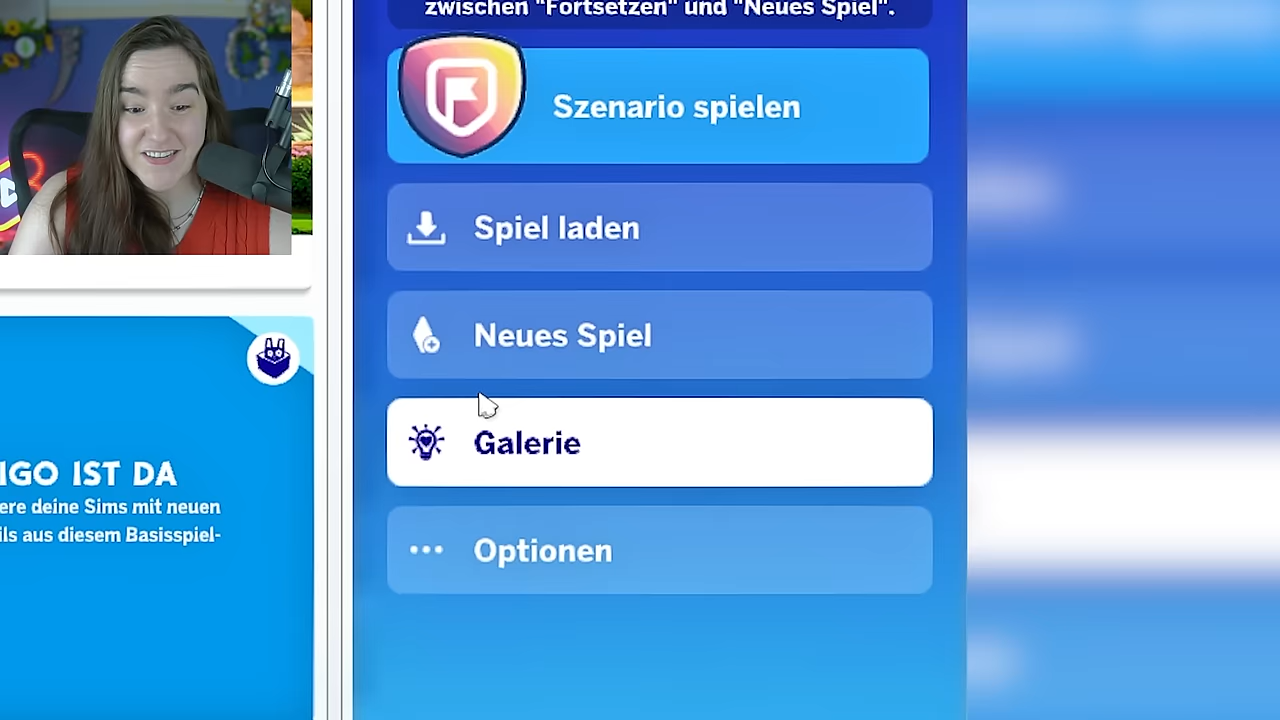 zwischen "Fortsetzen" und "Neues Spiel".
Szenario spielen
Spiel laden
Neues Spiel
Galerie
Optionen
IGO IST DA
ere deine Sims mit neuen
ils aus diesem Basisspiel-